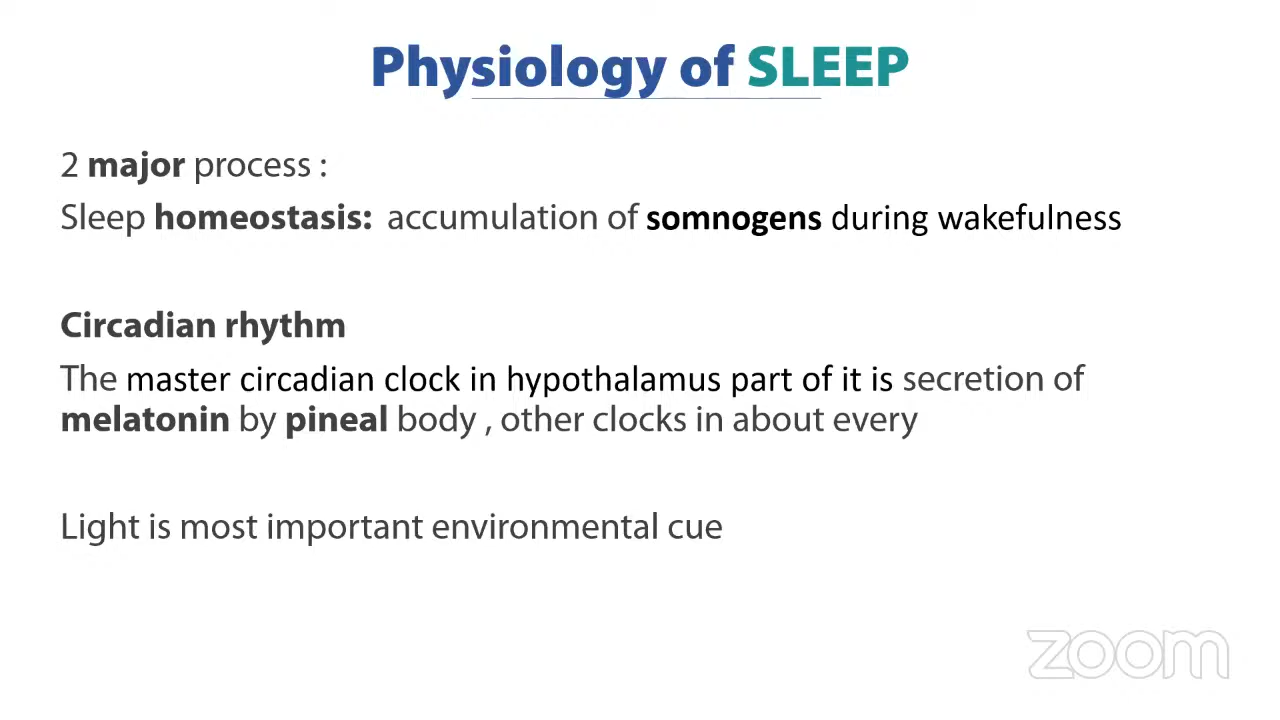 Physiology of SLEEP
2 major process :
Sleep homeostasis: accumulation of somnogens during wakefulness
Circadian rhythm
The master circadian clock in hypothalamus part of it is secretion of
melatonin by pineal body , other clocks in about every
Light is most important environmental cue
zoom